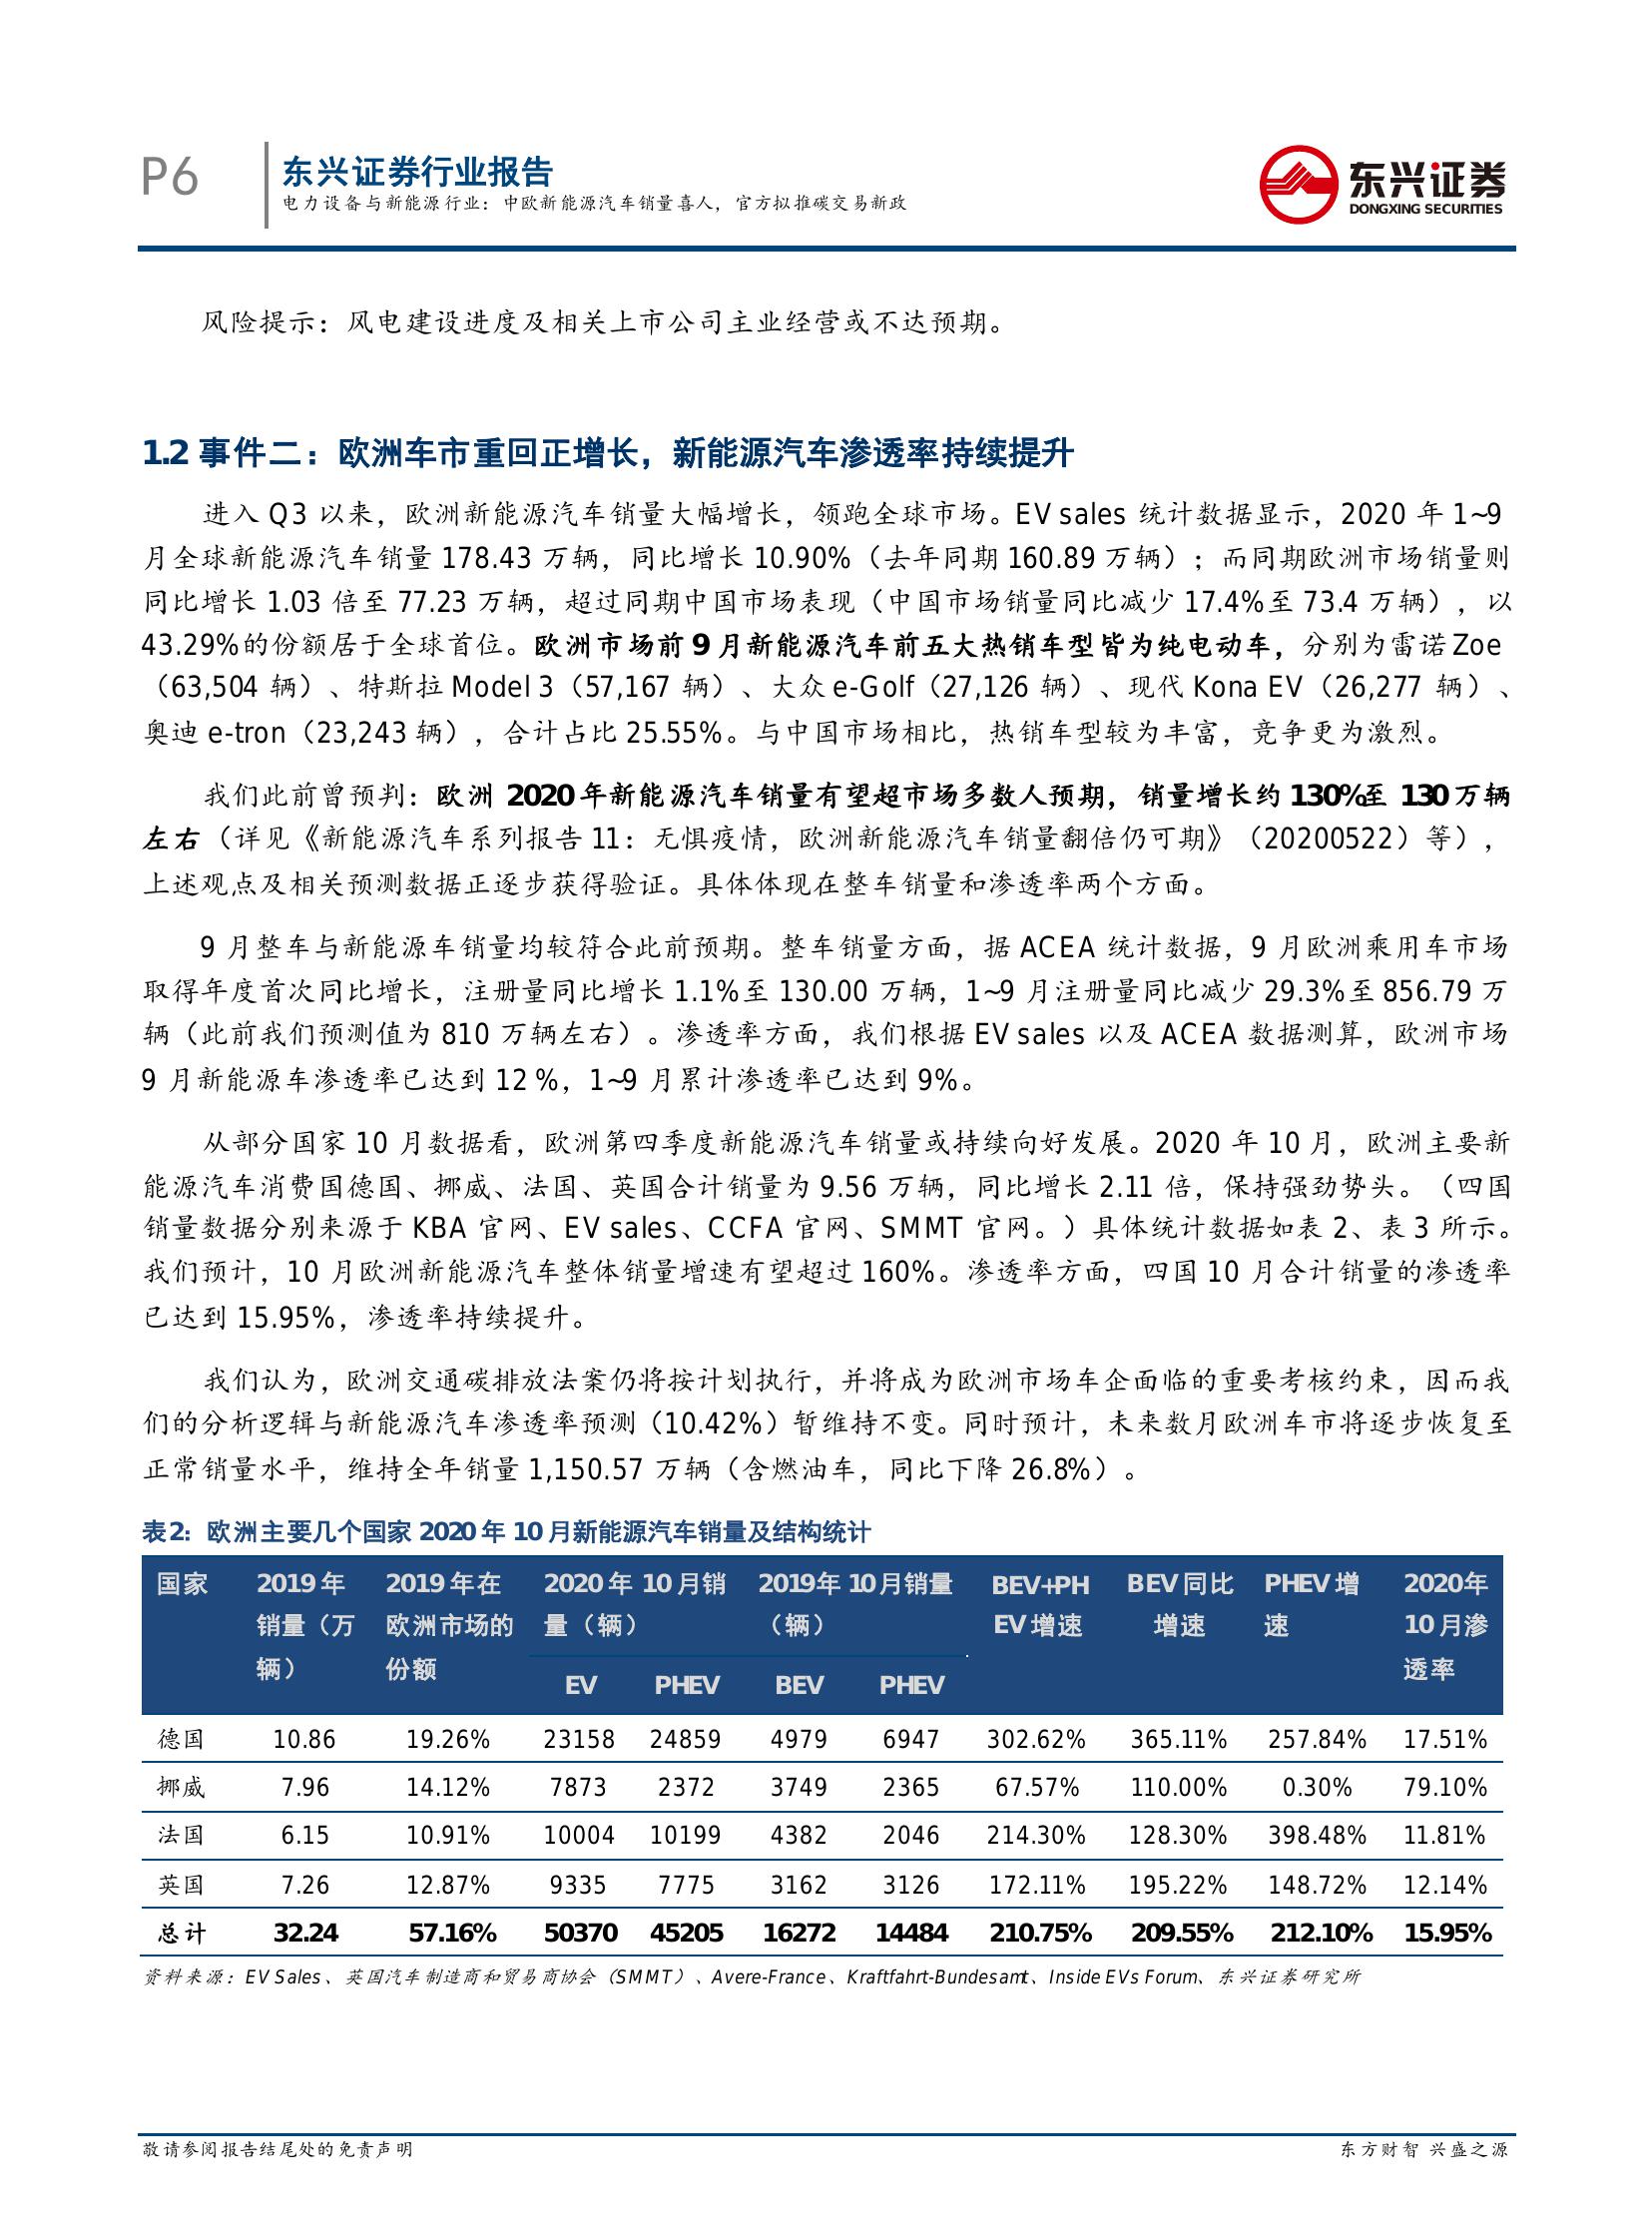 P6
东兴证券行业报告
电力设备与新能源行业：中欧新能源汽车销量喜人，官方拟推碳交易新政
东兴证券
DONGXING SECURITIES
风险提示：风电建设进度及相关上市公司主业经营或不达预期。
1.2 事件二：欧洲车市重回正增长，新能源汽车渗透率持续提升
进入 Q3 以来，欧洲新能源汽车销量大幅增长，领跑全球市场。EV sales 统计数据显示，2020 年 1~9
月全球新能源汽车销量 178.43 万辆，同比增长 10.90%（去年同期 160.89 万辆）；而同期欧洲市场销量则
同比增长 1.03 倍至 77.23 万辆，超过同期中国市场表现（中国市场销量同比减少 17.4%至 73.4 万辆），以
43.29%的份额居于全球首位。欧洲市场前 9 月新能源汽车前五大热销车型皆为纯电动车，分别为雷诺 Zoe
（63,504 辆）、特斯拉 Model 3（57,167 辆）、大众 e-Golf（27,126 辆）、现代 Kona EV（26,277 辆）、
奥迪 e-tron（23,243 辆），合计占比 25.55%。与中国市场相比，热销车型较为丰富，竞争更为激烈。
我们此前曾预判：欧洲 2020 年新能源汽车销量有望超市场多数人预期，销量增长约 130%至 130 万辆
左右（详见《新能源汽车系列报告 11：无惧疫情，欧洲新能源汽车销量翻倍仍可期》（20200522）等），
上述观点及相关预测数据正逐步获得验证。具体体现在整车销量和渗透率两个方面。
9 月整车与新能源车销量均较符合此前预期。整车销量方面，据 ACEA 统计数据，9 月欧洲乘用车市场
取得年度首次同比增长，注册量同比增长 1.1%至 130.00 万辆，1~9 月注册量同比减少 29.3%至 856.79 万
辆（此前我们预测值为 810 万辆左右）。渗透率方面，我们根据 EV sales 以及 ACEA 数据测算，欧洲市场
9 月新能源车渗透率已达到 12 %，1~9 月累计渗透率已达到 9%。
从部分国家 10 月数据看，欧洲第四季度新能源汽车销量或持续向好发展。2020 年 10 月，欧洲主要新
能源汽车消费国德国、挪威、法国、英国合计销量为 9.56 万辆，同比增长 2.11 倍，保持强劲势头。（四国
销量数据分别来源于 KBA 官网、EV sales、CCFA 官网、SMMT 官网。）具体统计数据如表 2、表 3 所示。
我们预计，10 月欧洲新能源汽车整体销量增速有望超过 160%。渗透率方面，四国 10 月合计销量的渗透率
已达到 15.95%，渗透率持续提升。
我们认为，欧洲交通碳排放法案仍将按计划执行，并将成为欧洲市场车企面临的重要考核约束，因而我
们的分析逻辑与新能源汽车渗透率预测（10.42%）暂维持不变。同时预计，未来数月欧洲车市将逐步恢复至
正常销量水平，维持全年销量 1,150.57 万辆（含燃油车，同比下降 26.8%）。
表2：欧洲主要几个国家 2020 年 10 月新能源汽车销量及结构统计
国家 2019 年 2019 年在 2020 年 10 月销 2019年 10 月销量 BEV+PH BEV 同比 PHEV 增 2020年
销量（万 欧洲市场的 量（辆） （辆） EV 增速 增速 速 10 月渗
辆） 份额 透率
EV PHEV BEV PHEV
德国 10.86 19.26% 23158 24859 4979 6947 302.62% 365.11% 257.84% 17.51%
挪威 7.96 14.12% 7873 2372 3749 2365 67.57% 110.00% 0.30% 79.10%
法国 6.15 10.91% 10004 10199 4382 2046 214.30% 128.30% 398.48% 11.81%
英国 7.26 12.87% 9335 7775 3162 3126 172.11% 195.22% 148.72% 12.14%
总计 32.24 57.16% 50370 45205 16272 14484 210.75% 209.55% 212.10% 15.95%
资料来源：EV Sales、英国汽车制造商和贸易商协会（SMMT）、Avere-France、Kraftfahrt-Bundesamt、Inside EVs Forum、东兴证券研究所
敬请参阅报告结尾处的免责声明
东方财智 兴盛之源